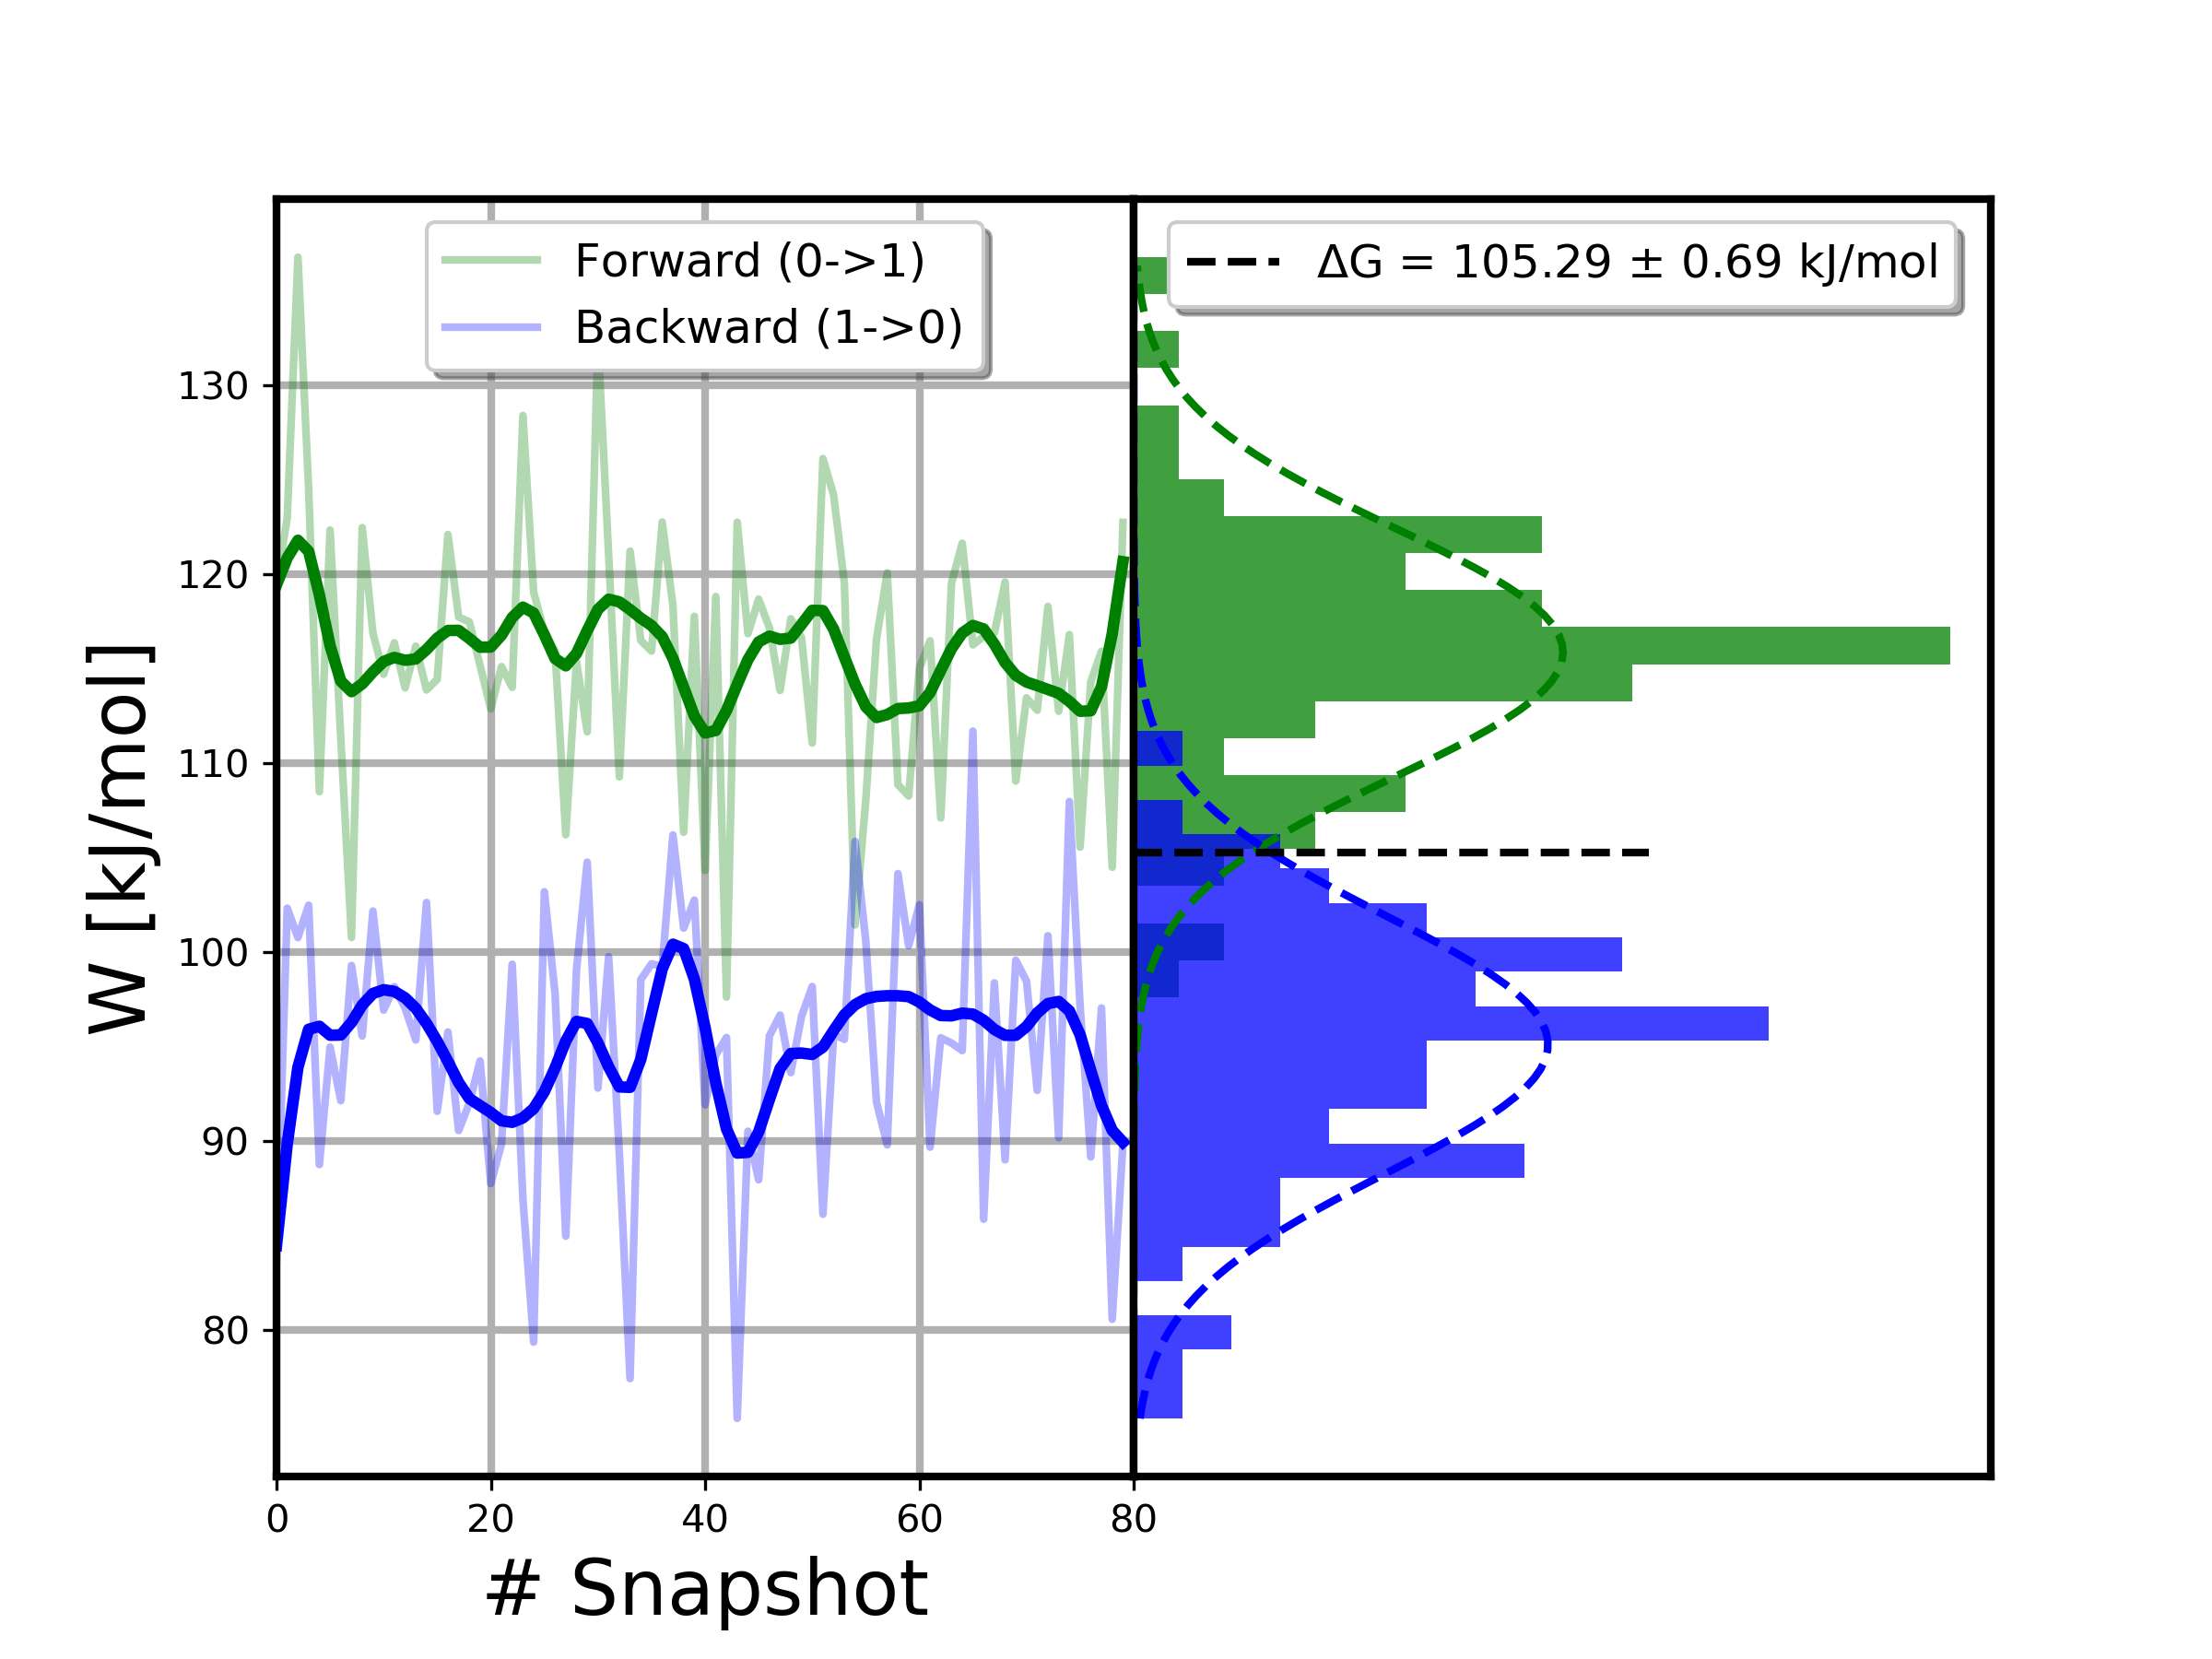 Forward (0->1)
Backward (1->0)
ΔG = 105.29 ± 0.69 kJ/mol
W [kJ/mol]
130
120
110
100
90
80
0 20 40 60 80
# Snapshot